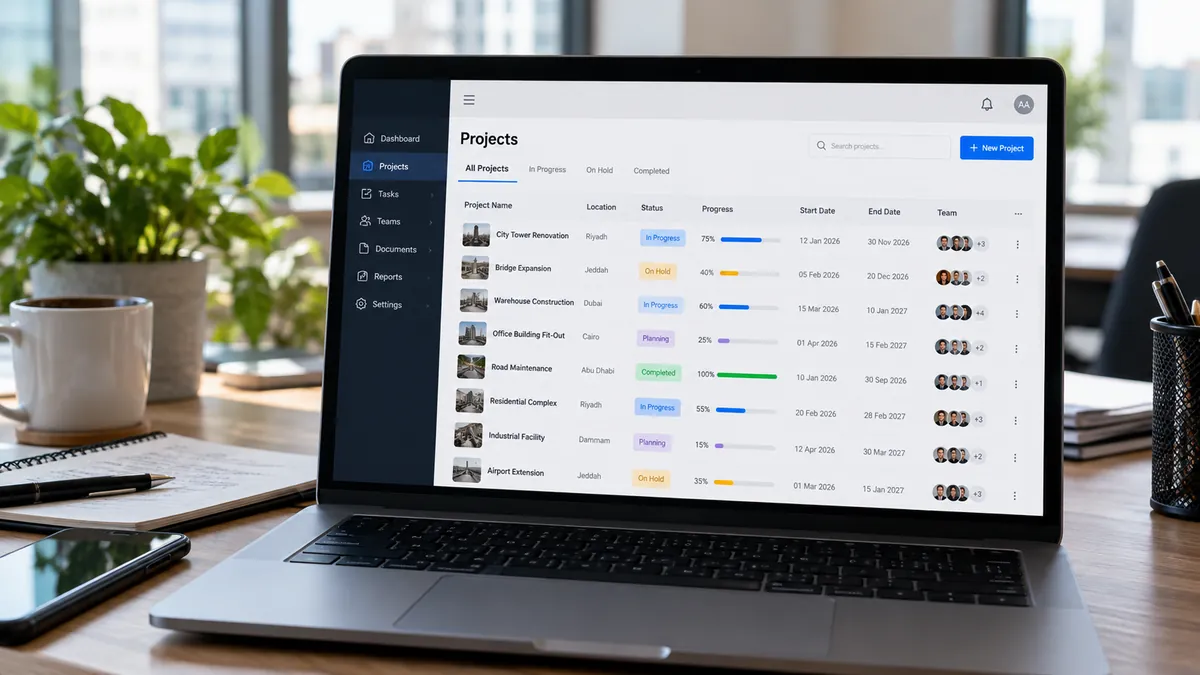 AA
Dashboard
Projects
Tasks
Teams
Documents
Reports
Settings
Projects
Search projects...
+ New Project
All Projects In Progress On Hold Completed
Project Name Location Status Progress Start Date End Date Team
City Tower Renovation Riyadh In Progress 75% 12 Jan 2026 30 Nov 2026 +3
Bridge Expansion Jeddah On Hold 40% 05 Feb 2026 20 Dec 2026 +2
Warehouse Construction Dubai In Progress 60% 15 Mar 2026 10 Jan 2027 +4
Office Building Fit-Out Cairo Planning 25% 01 Apr 2026 15 Feb 2027 +2
Road Maintenance Abu Dhabi Completed 100% 10 Jan 2026 30 Sep 2026 +1
Residential Complex Riyadh In Progress 55% 20 Feb 2026 28 Feb 2027 +3
Industrial Facility Dammam Planning 15% 12 Apr 2026 30 Mar 2027 +2
Airport Extension Jeddah On Hold 35% 01 Mar 2026 15 Jan 2027 +3